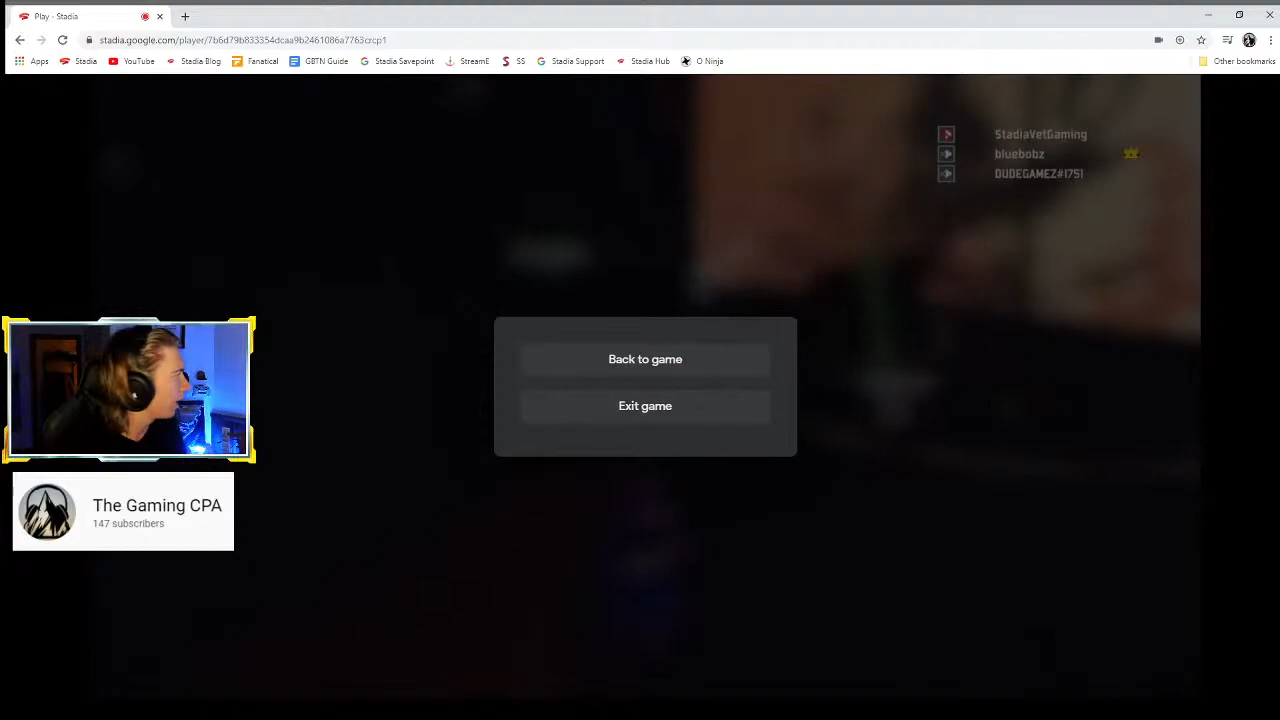 Play - Stadia
stadia.google.com/player/7b6d79b833354dcaa9b2461086a7763crcp1
Apps Stadia YouTube Stadia Blog Fanatical GBTN Guide Stadia Savepoint StreamE SS Stadia Support Stadia Hub O Ninja Other bookmarks
StadiaVetGaming
bluebobz
DUDEGAMEZ#1751
Back to game
Exit game
The Gaming CPA
147 subscribers